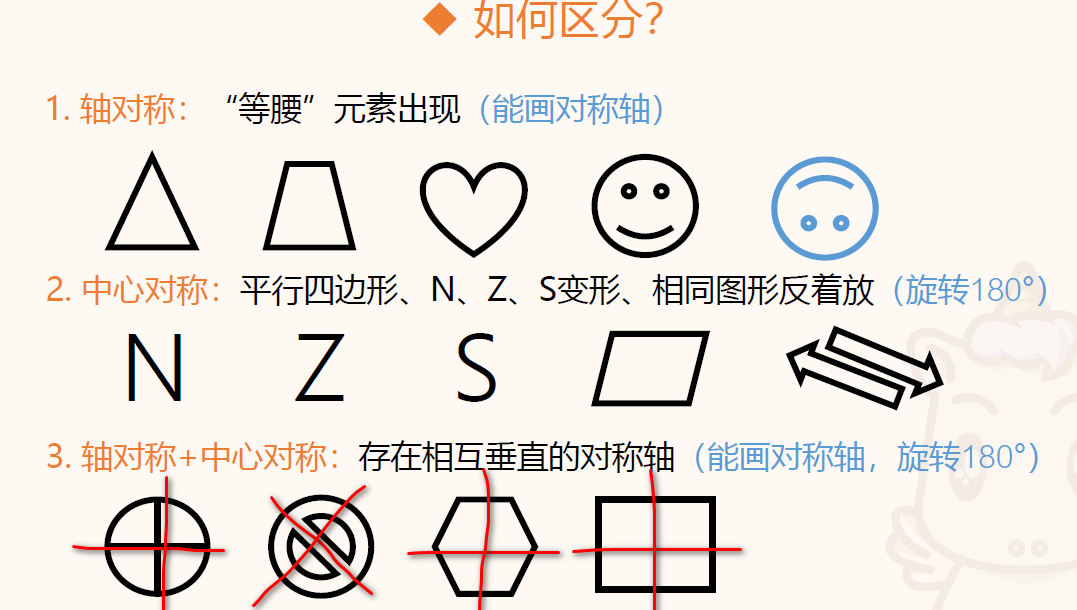 ◆ 如何区分?
1. 轴对称：“等腰”元素出现（能画对称轴）
2. 中心对称：平行四边形、N、Z、S变形、相同图形反着放（旋转180°）
N Z S
3. 轴对称+中心对称：存在相互垂直的对称轴（能画对称轴，旋转180°）